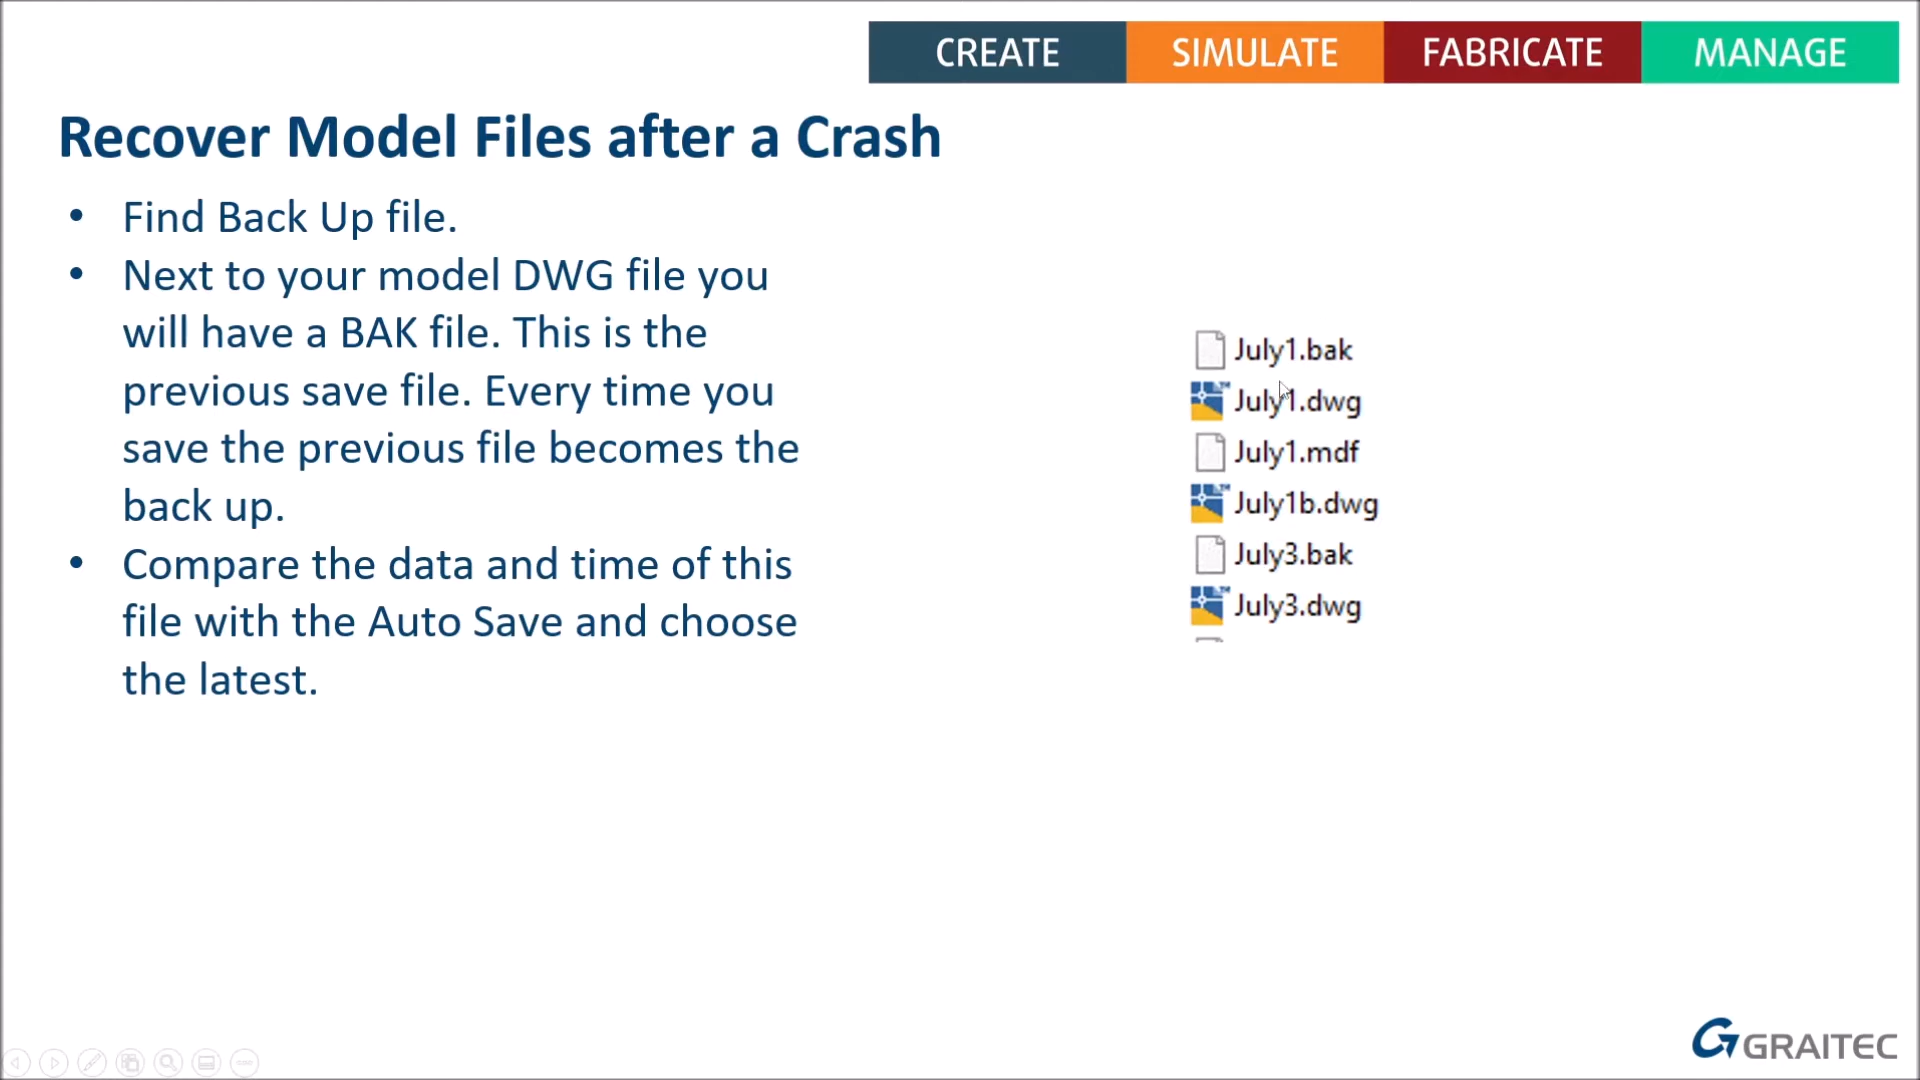 CREATE SIMULATE FABRICATE MANAGE
Recover Model Files after a Crash
• Find Back Up file.
• Next to your model DWG file you
will have a BAK file. This is the
previous save file. Every time you
save the previous file becomes the
back up.
• Compare the data and time of this
file with the Auto Save and choose
the latest.
July1.bak
July1.dwg
July1.mdf
July1b.dwg
July3.bak
July3.dwg
GRAITEC